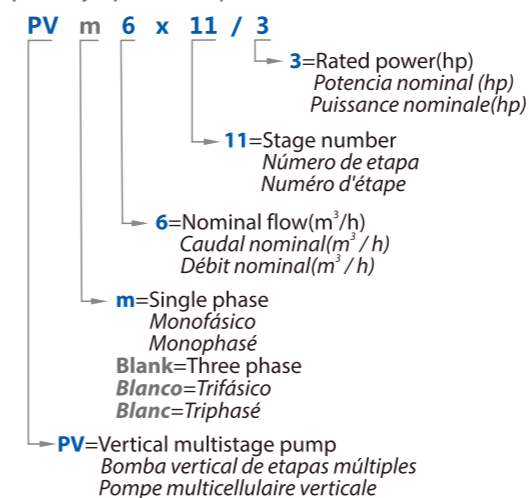 PV m 6 x 11 / 3
3=Rated power(hp)
Potencia nominal (hp)
Puissance nominale(hp)
11=Stage number
Número de etapa
Numéro d'étape
6=Nominal flow(m³/h)
Caudal nominal(m³/h)
Débit nominal(m³/h)
m=Single phase
Monofásico
Monophasé
Blank=Three phase
Blanco=Trifásico
Blanc=Triphasé
PV=Vertical multistage pump
Bomba vertical de etapas múltiples
Pompe multicellulaire verticale